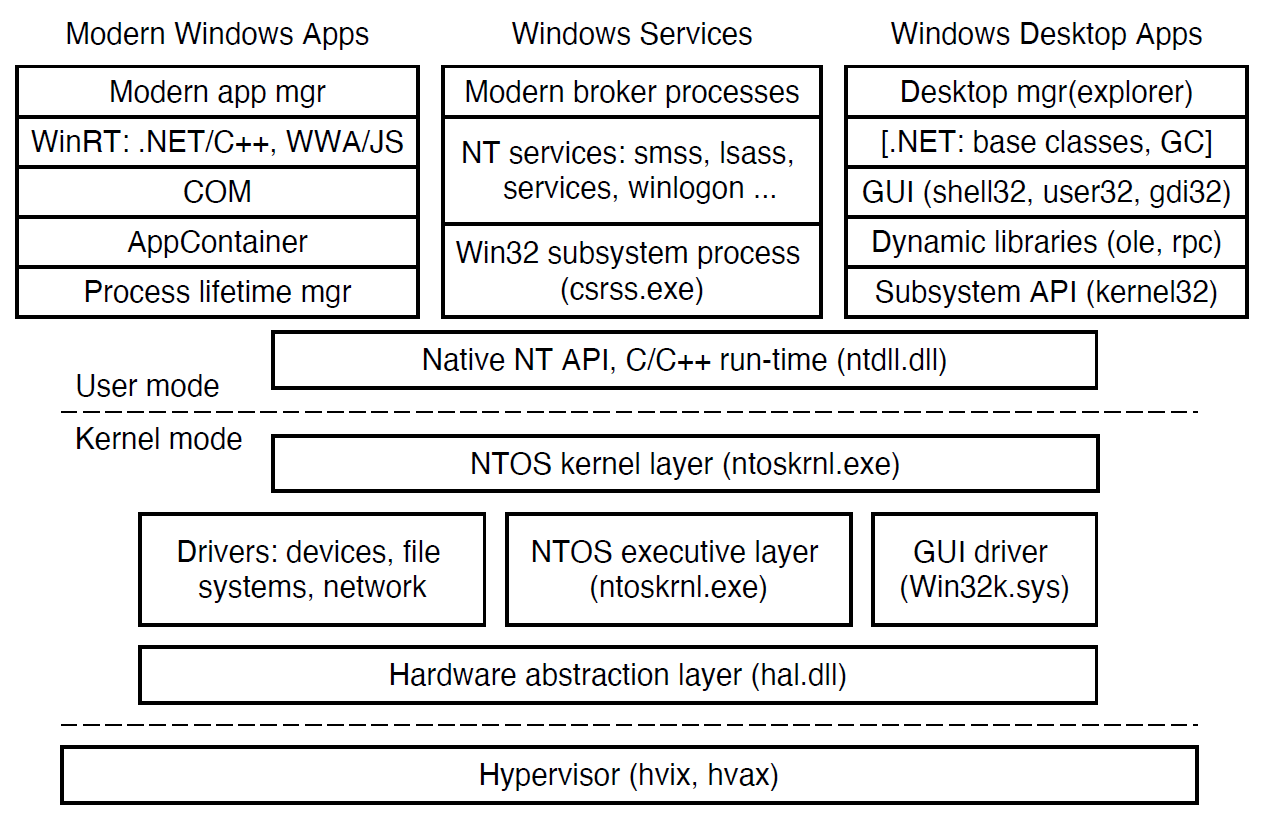 Modern Windows Apps
Windows Services
Windows Desktop Apps
Modern app mgr
WinRT: .NET/C++, WWA/JS
COM
AppContainer
Process lifetime mgr
Modern broker processes
NT services: smss, lsass,
services, winlogon ...
Win32 subsystem process
(csrss.exe)
Desktop mgr(explorer)
[.NET: base classes, GC]
GUI (shell32, user32, gdi32)
Dynamic libraries (ole, rpc)
Subsystem API (kernel32)
Native NT API, C/C++ run-time (ntdll.dll)
User mode
Kernel mode
NTOS kernel layer (ntoskrnl.exe)
Drivers: devices, file
systems, network
NTOS executive layer
(ntoskrnl.exe)
GUI driver
(Win32k.sys)
Hardware abstraction layer (hal.dll)
Hypervisor (hvix, hvax)